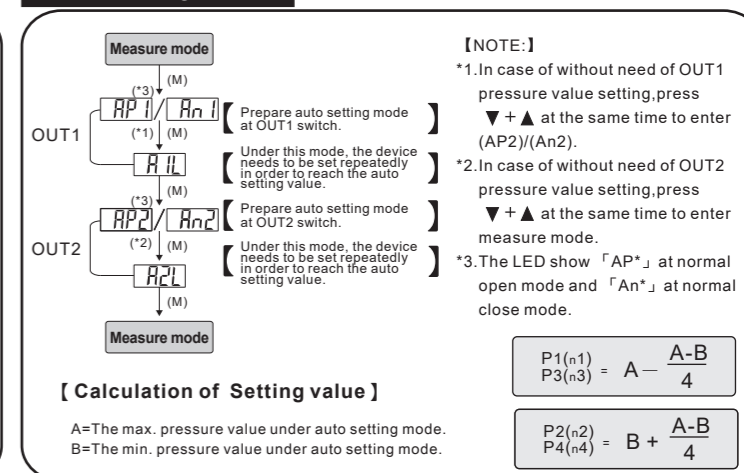 Measure mode
(M)
(*3)
AP1 / An1
【 Prepare auto setting mode
at OUT1 switch. 】
OUT1
(*1) (M)
A1L
【 Under this mode, the device
needs to be set repeatedly
in order to reach the auto
setting value. 】
(M)
(*3)
AP2 / An2
【 Prepare auto setting mode
at OUT2 switch. 】
OUT2
(*2) (M)
A2L
【 Under this mode, the device
needs to be set repeatedly
in order to reach the auto
setting value. 】
(M)
Measure mode
【NOTE:】
*1.In case of without need of OUT1
pressure value setting,press
▼+▲ at the same time to enter
(AP2)/(An2).
*2.In case of without need of OUT2
pressure value setting,press
▼+▲ at the same time to enter
measure mode.
*3.The LED show 「AP*」 at normal
open mode and 「An*」 at normal
close mode.
【 Calculation of Setting value 】
A=The max. pressure value under auto setting mode.
B=The min. pressure value under auto setting mode.
P1(n1)
P3(n3) = A — A-B
4
P2(n2)
P4(n4) = B + A-B
4